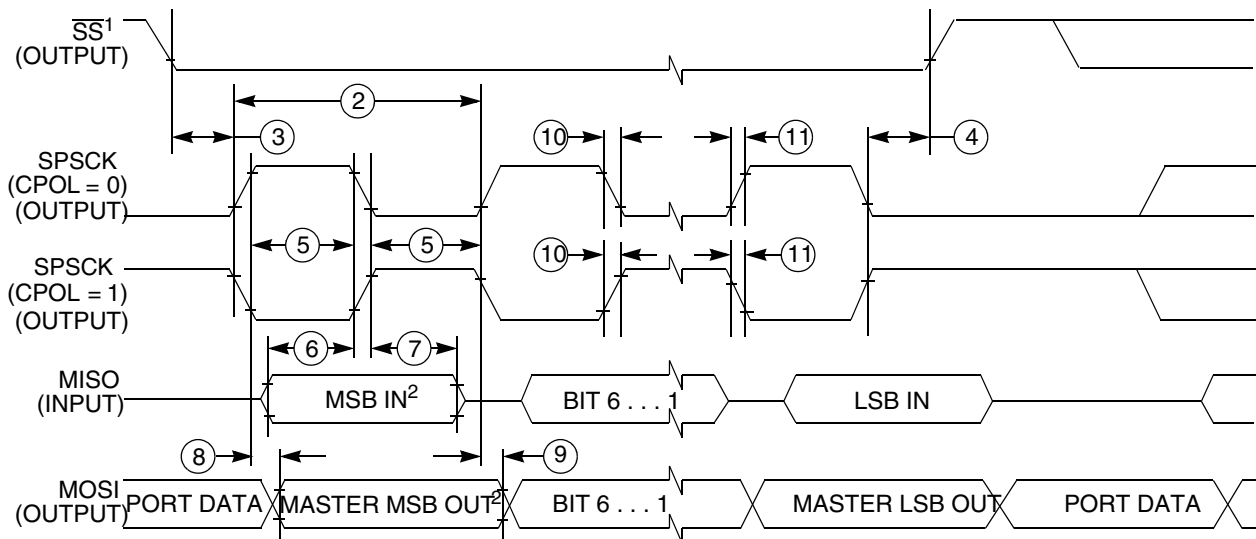 SS¹
(OUTPUT)
2
3
10
11
4
SPSCK
(CPOL = 0)
(OUTPUT)
5
5
10
11
SPSCK
(CPOL = 1)
(OUTPUT)
6
7
MISO
(INPUT)
MSB IN²
BIT 6 . . . 1
LSB IN
8
9
MOSI
(OUTPUT)
PORT DATA
MASTER MSB OUT²
BIT 6 . . . 1
MASTER LSB OUT
PORT DATA